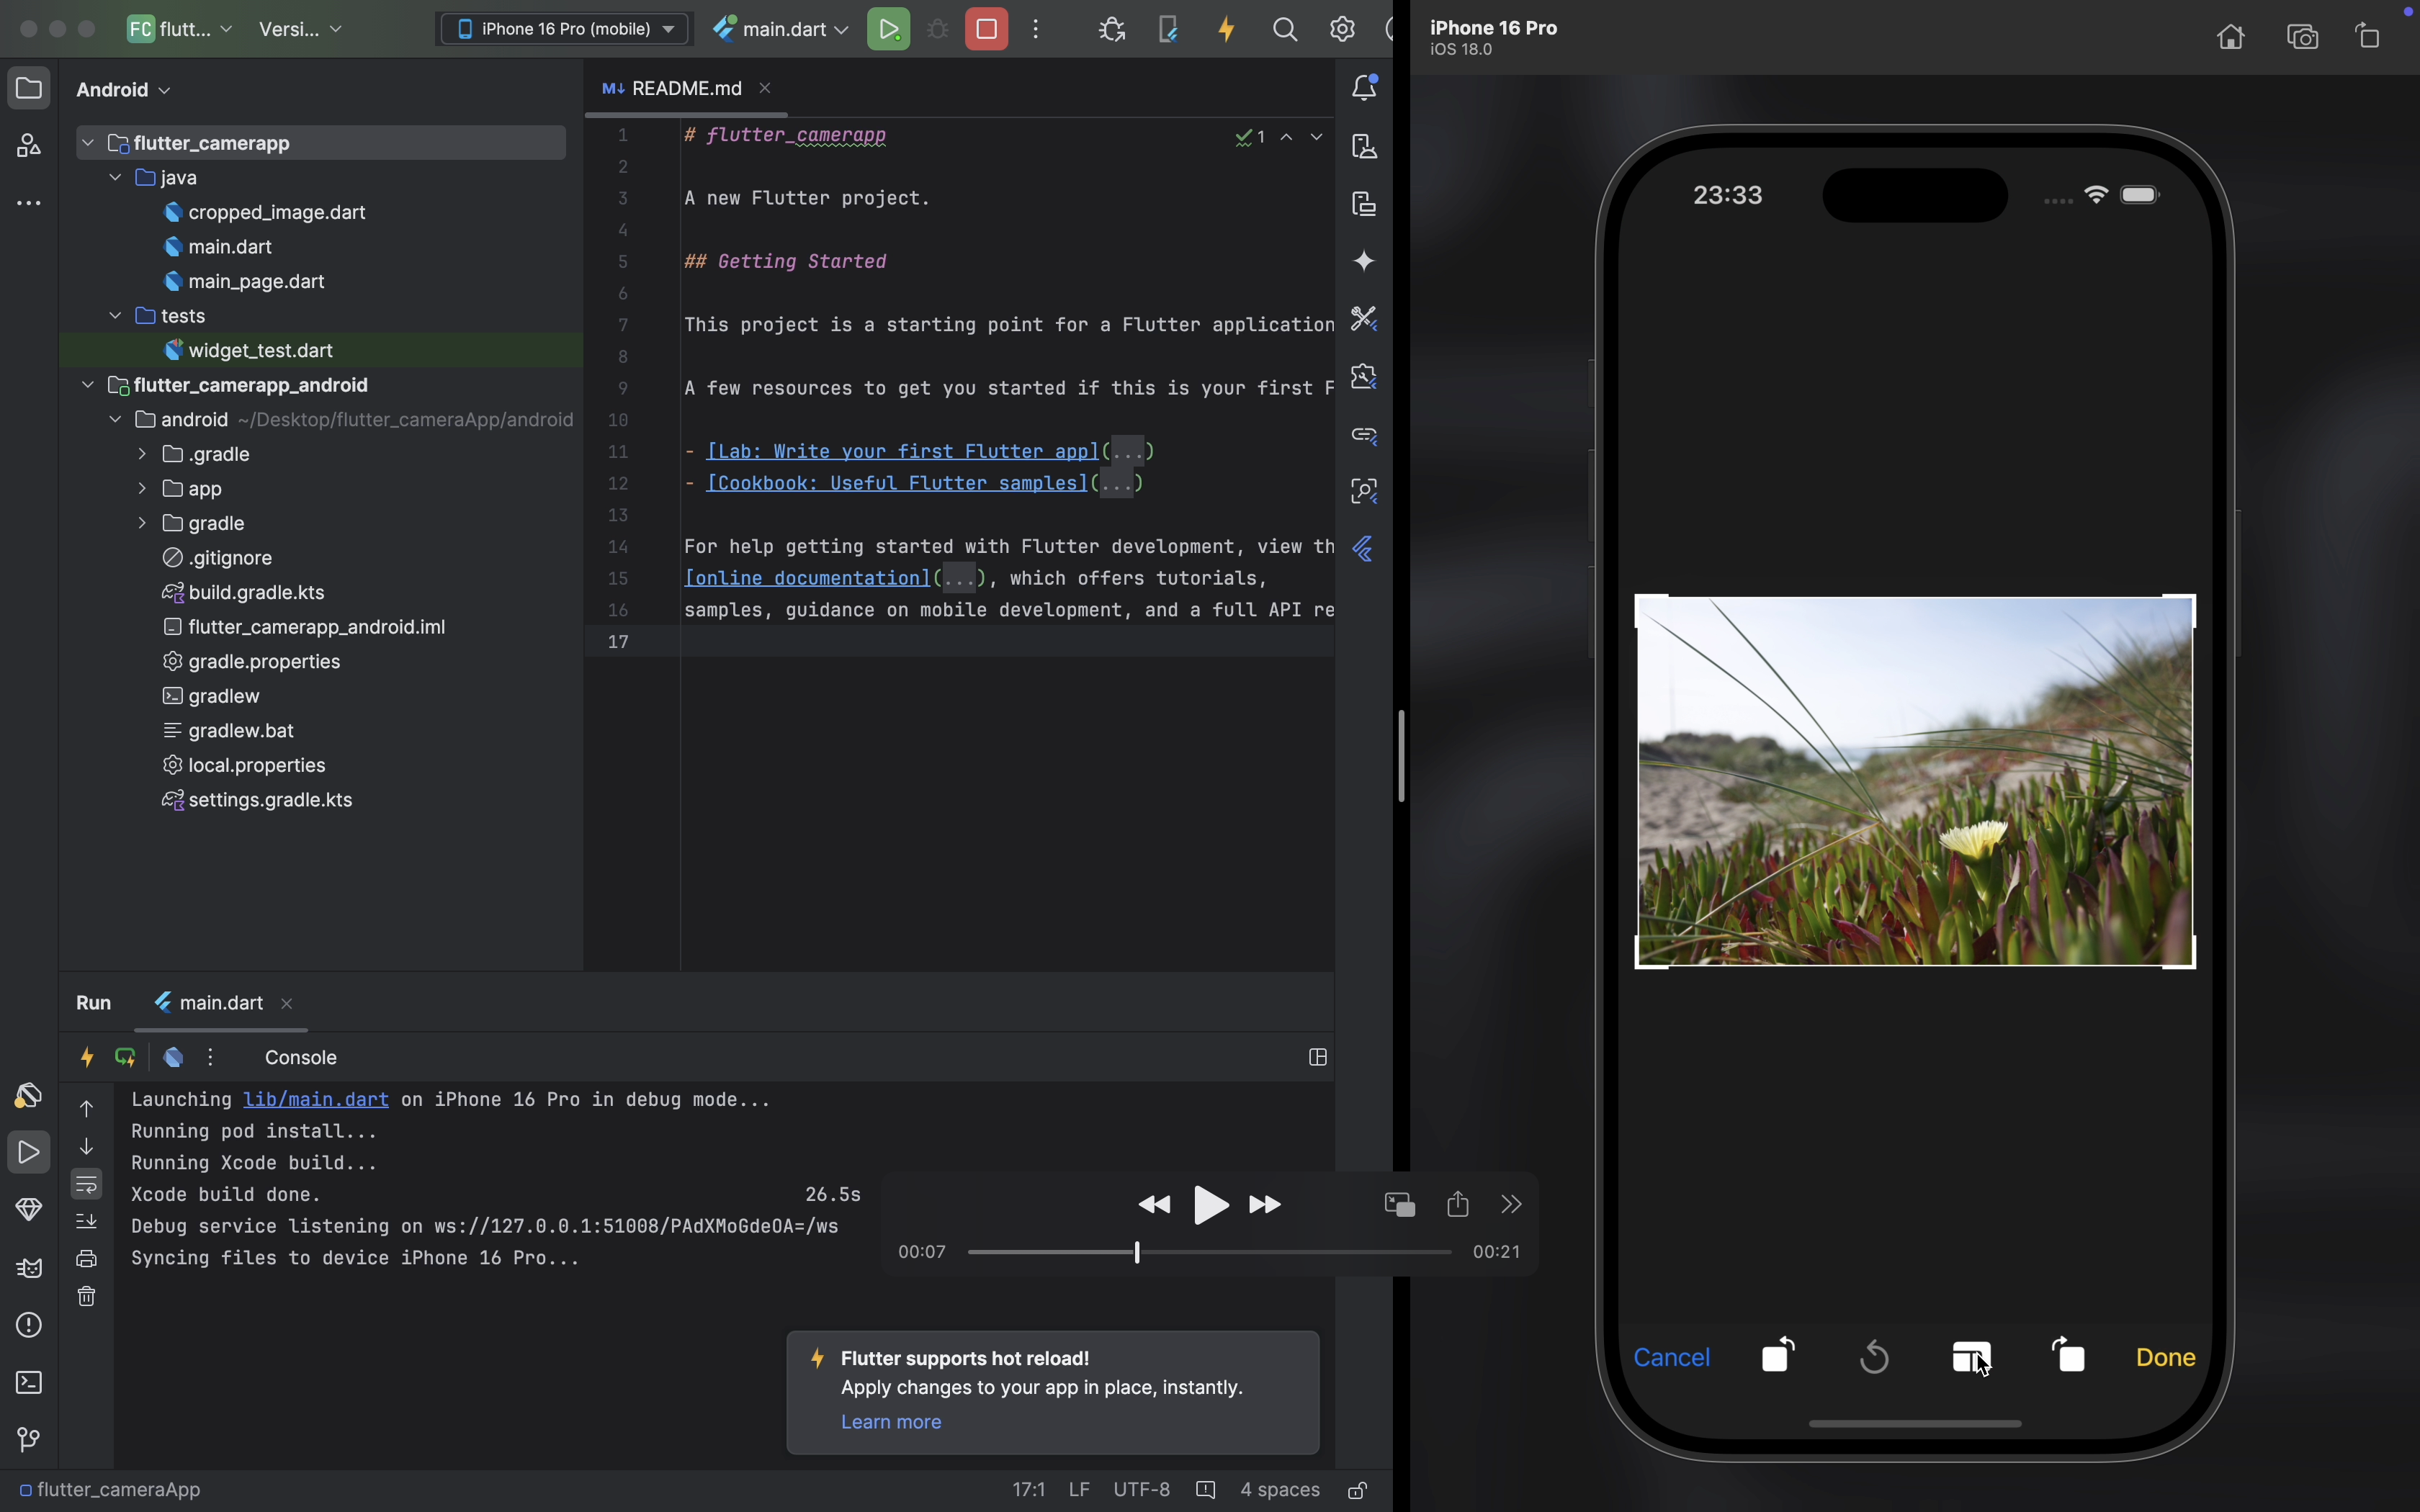 FC flutt...
Versi...
iPhone 16 Pro (mobile)
main.dart
Android
flutter_camerapp
java
cropped_image.dart
main.dart
main_page.dart
tests
widget_test.dart
flutter_camerapp_android
android ~/Desktop/flutter_cameraApp/android
.gradle
app
gradle
.gitignore
build.gradle.kts
flutter_camerapp_android.iml
gradle.properties
gradlew
gradlew.bat
local.properties
settings.gradle.kts
M↓ README.md
1
1 # flutter_camerapp
2
3 A new Flutter project.
4
5 ## Getting Started
6
7 This project is a starting point for a Flutter application
8
9 A few resources to get you started if this is your first F
10
11 - [Lab: Write your first Flutter app](...)
12 - [Cookbook: Useful Flutter samples](...)
13
14 For help getting started with Flutter development, view th
15 [online documentation](...), which offers tutorials,
16 samples, guidance on mobile development, and a full API re
17
Run main.dart
Console
Launching lib/main.dart on iPhone 16 Pro in debug mode...
Running pod install...
Running Xcode build...
Xcode build done. 26.5s
Debug service listening on ws://127.0.0.1:51008/PAdXMoGdeOA=/ws
Syncing files to device iPhone 16 Pro...
00:07
00:21
Flutter supports hot reload!
Apply changes to your app in place, instantly.
Learn more
flutter_cameraApp
17:1 LF UTF-8 4 spaces
iPhone 16 Pro
iOS 18.0
23:33
Cancel
Done